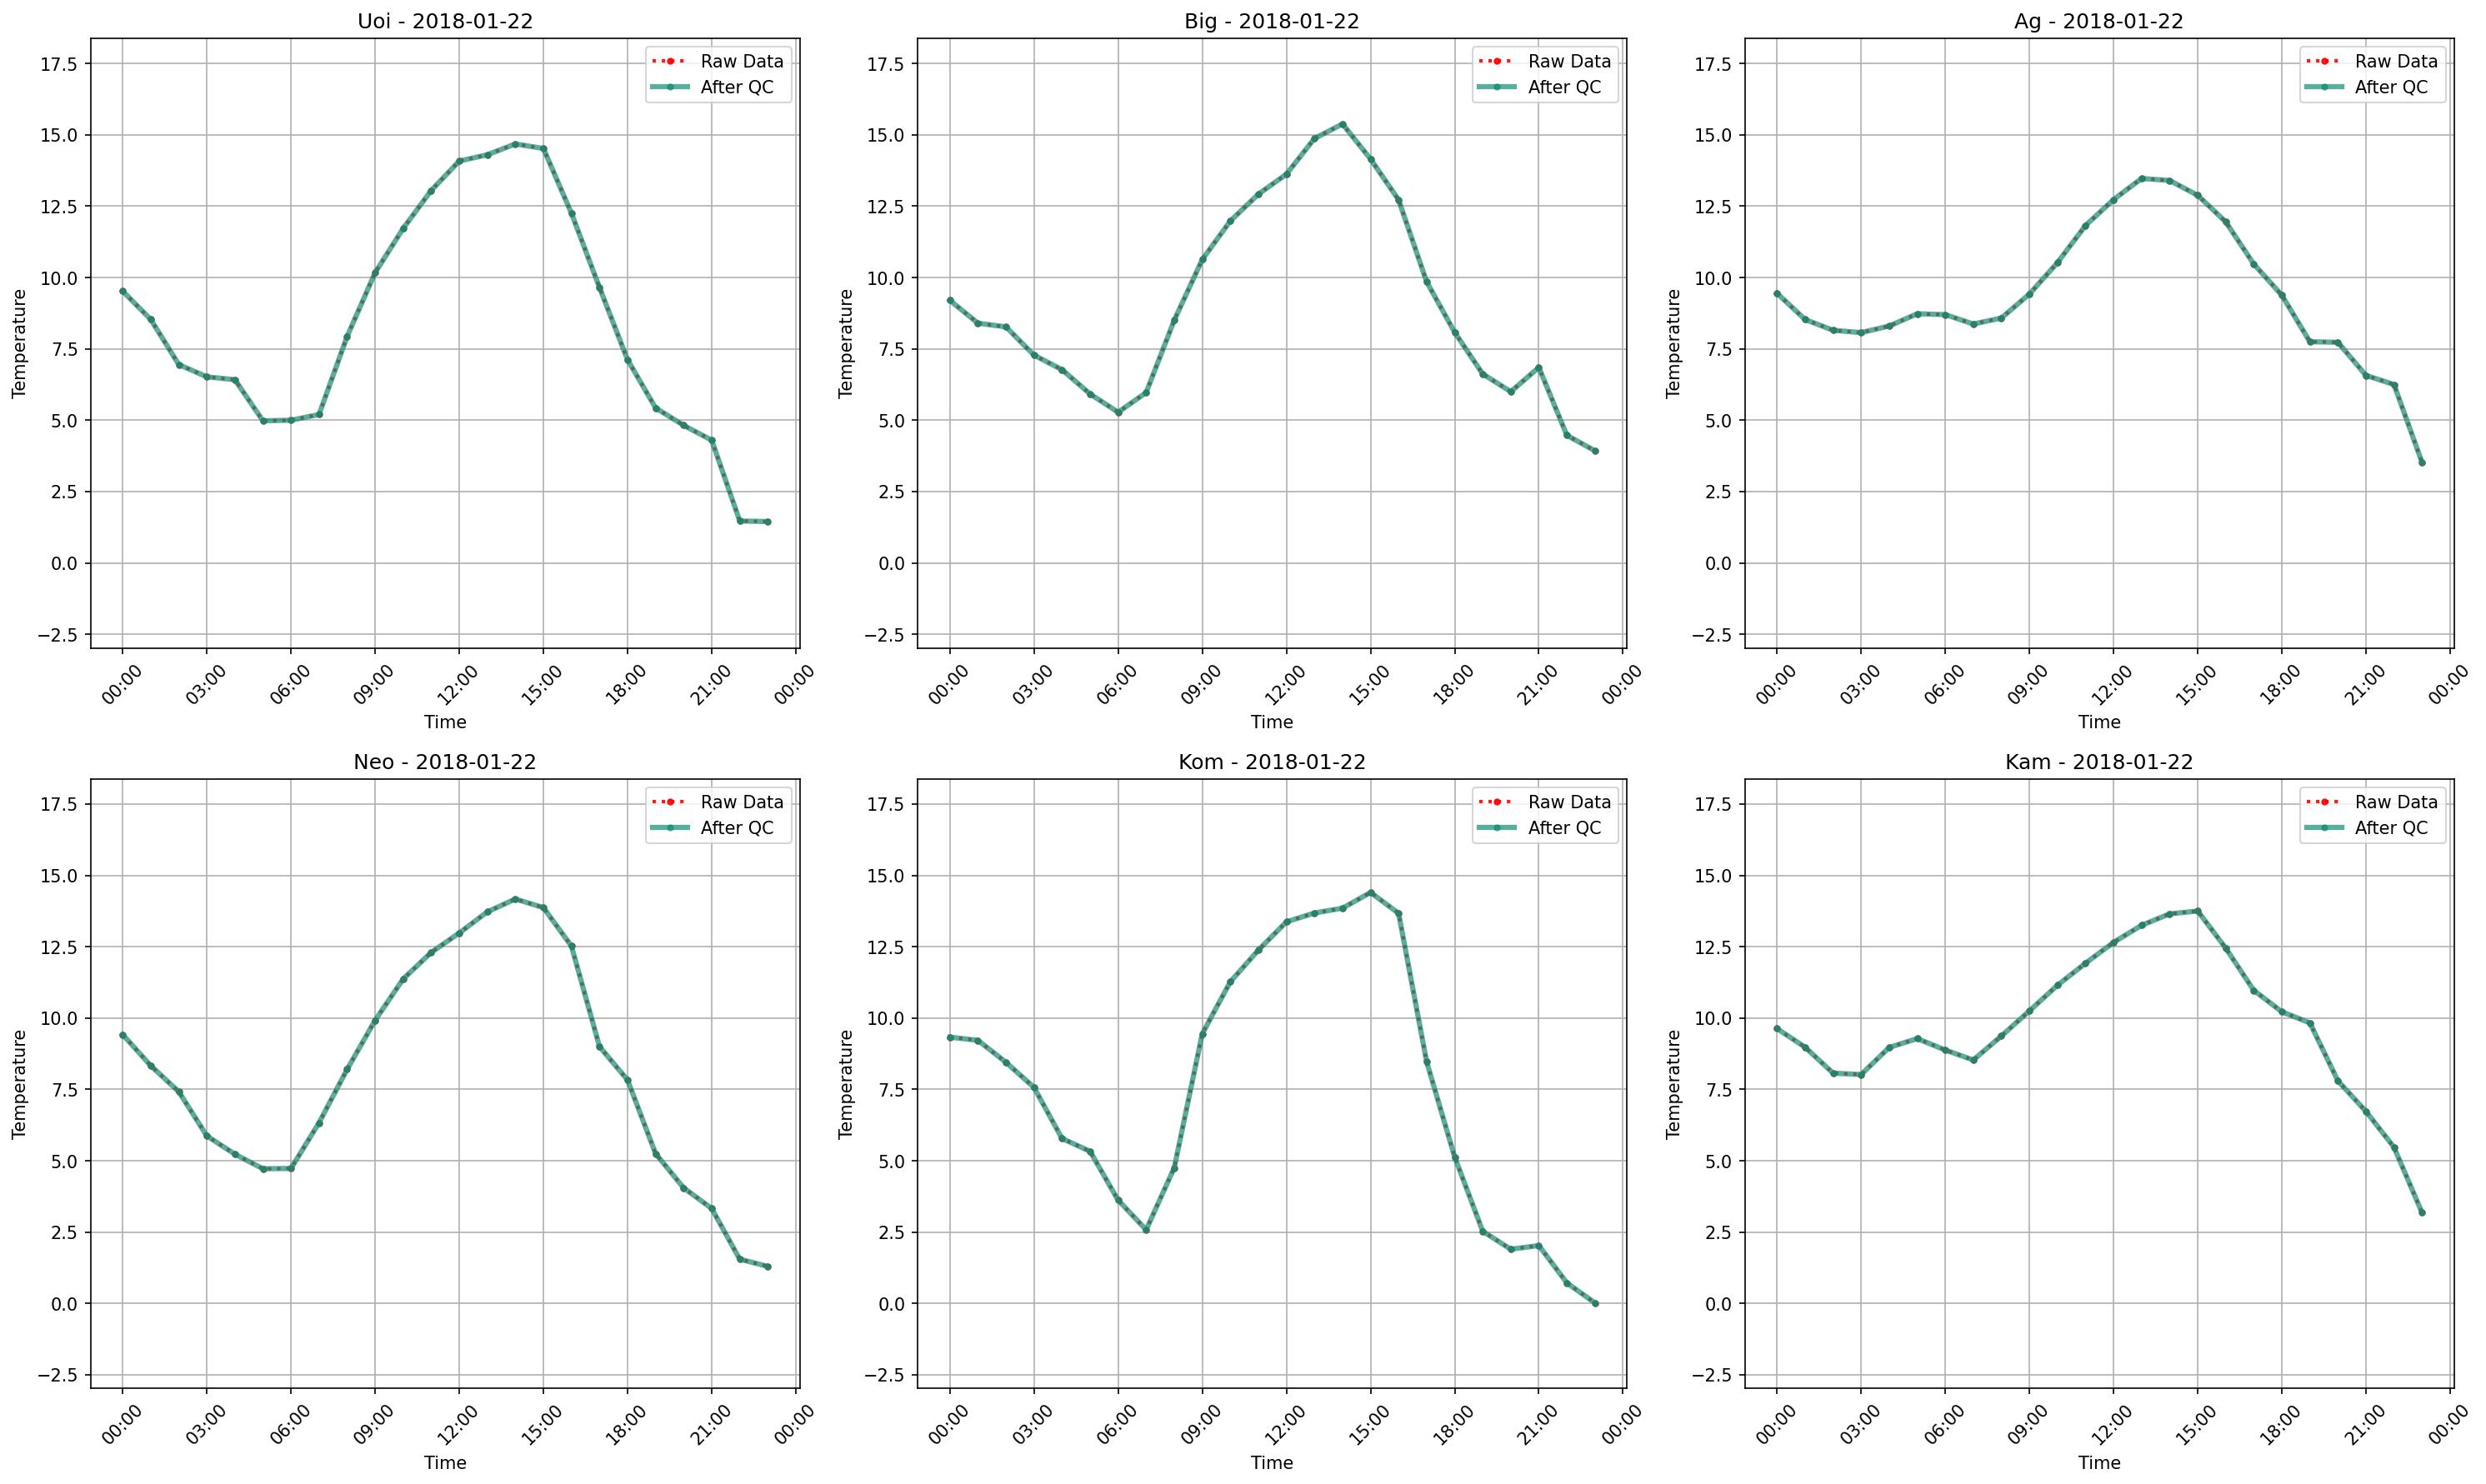 Uoi - 2018-01-22
Raw Data
After QC
Temperature
17.5
15.0
12.5
10.0
7.5
5.0
2.5
0.0
−2.5
00:00 03:00 06:00 09:00 12:00 15:00 18:00 21:00 00:00
Time
Big - 2018-01-22
Raw Data
After QC
Temperature
17.5
15.0
12.5
10.0
7.5
5.0
2.5
0.0
−2.5
00:00 03:00 06:00 09:00 12:00 15:00 18:00 21:00 00:00
Time
Ag - 2018-01-22
Raw Data
After QC
Temperature
17.5
15.0
12.5
10.0
7.5
5.0
2.5
0.0
−2.5
00:00 03:00 06:00 09:00 12:00 15:00 18:00 21:00 00:00
Time
Neo - 2018-01-22
Raw Data
After QC
Temperature
17.5
15.0
12.5
10.0
7.5
5.0
2.5
0.0
−2.5
00:00 03:00 06:00 09:00 12:00 15:00 18:00 21:00 00:00
Time
Kom - 2018-01-22
Raw Data
After QC
Temperature
17.5
15.0
12.5
10.0
7.5
5.0
2.5
0.0
−2.5
00:00 03:00 06:00 09:00 12:00 15:00 18:00 21:00 00:00
Time
Kam - 2018-01-22
Raw Data
After QC
Temperature
17.5
15.0
12.5
10.0
7.5
5.0
2.5
0.0
−2.5
00:00 03:00 06:00 09:00 12:00 15:00 18:00 21:00 00:00
Time